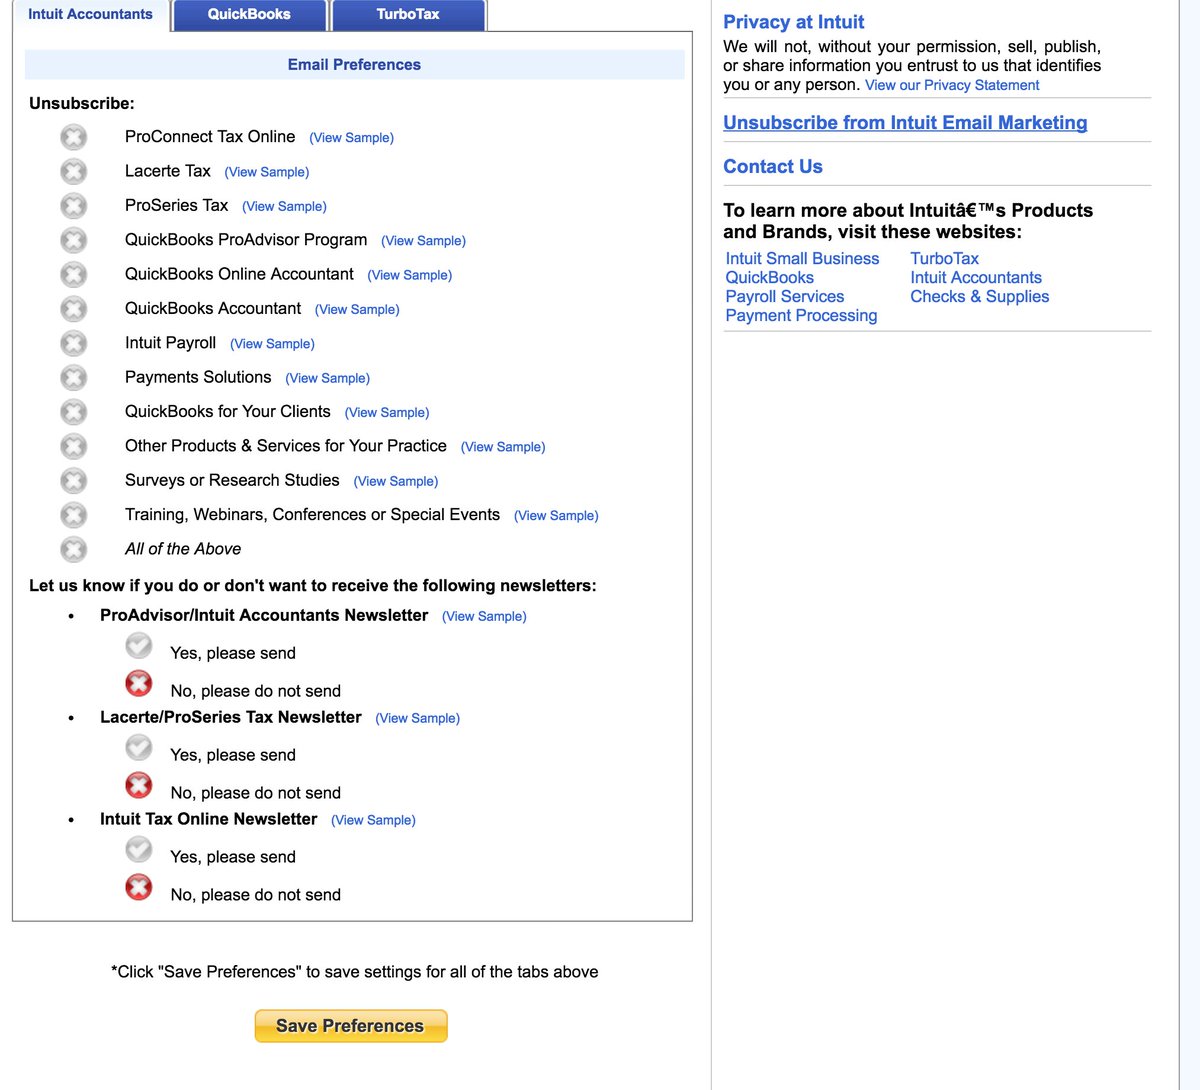 Intuit Accountants
QuickBooks
TurboTax
Email Preferences
Unsubscribe:
ProConnect Tax Online (View Sample)
Lacerte Tax (View Sample)
ProSeries Tax (View Sample)
QuickBooks ProAdvisor Program (View Sample)
QuickBooks Online Accountant (View Sample)
QuickBooks Accountant (View Sample)
Intuit Payroll (View Sample)
Payments Solutions (View Sample)
QuickBooks for Your Clients (View Sample)
Other Products & Services for Your Practice (View Sample)
Surveys or Research Studies (View Sample)
Training, Webinars, Conferences or Special Events (View Sample)
All of the Above
Let us know if you do or don't want to receive the following newsletters:
• ProAdvisor/Intuit Accountants Newsletter (View Sample)
Yes, please send
No, please do not send
• Lacerte/ProSeries Tax Newsletter (View Sample)
Yes, please send
No, please do not send
• Intuit Tax Online Newsletter (View Sample)
Yes, please send
No, please do not send
*Click "Save Preferences" to save settings for all of the tabs above
Save Preferences
Privacy at Intuit
We will not, without your permission, sell, publish,
or share information you entrust to us that identifies
you or any person. View our Privacy Statement
Unsubscribe from Intuit Email Marketing
Contact Us
To learn more about Intuitâ€™s Products
and Brands, visit these websites:
Intuit Small Business TurboTax
QuickBooks Intuit Accountants
Payroll Services Checks & Supplies
Payment Processing